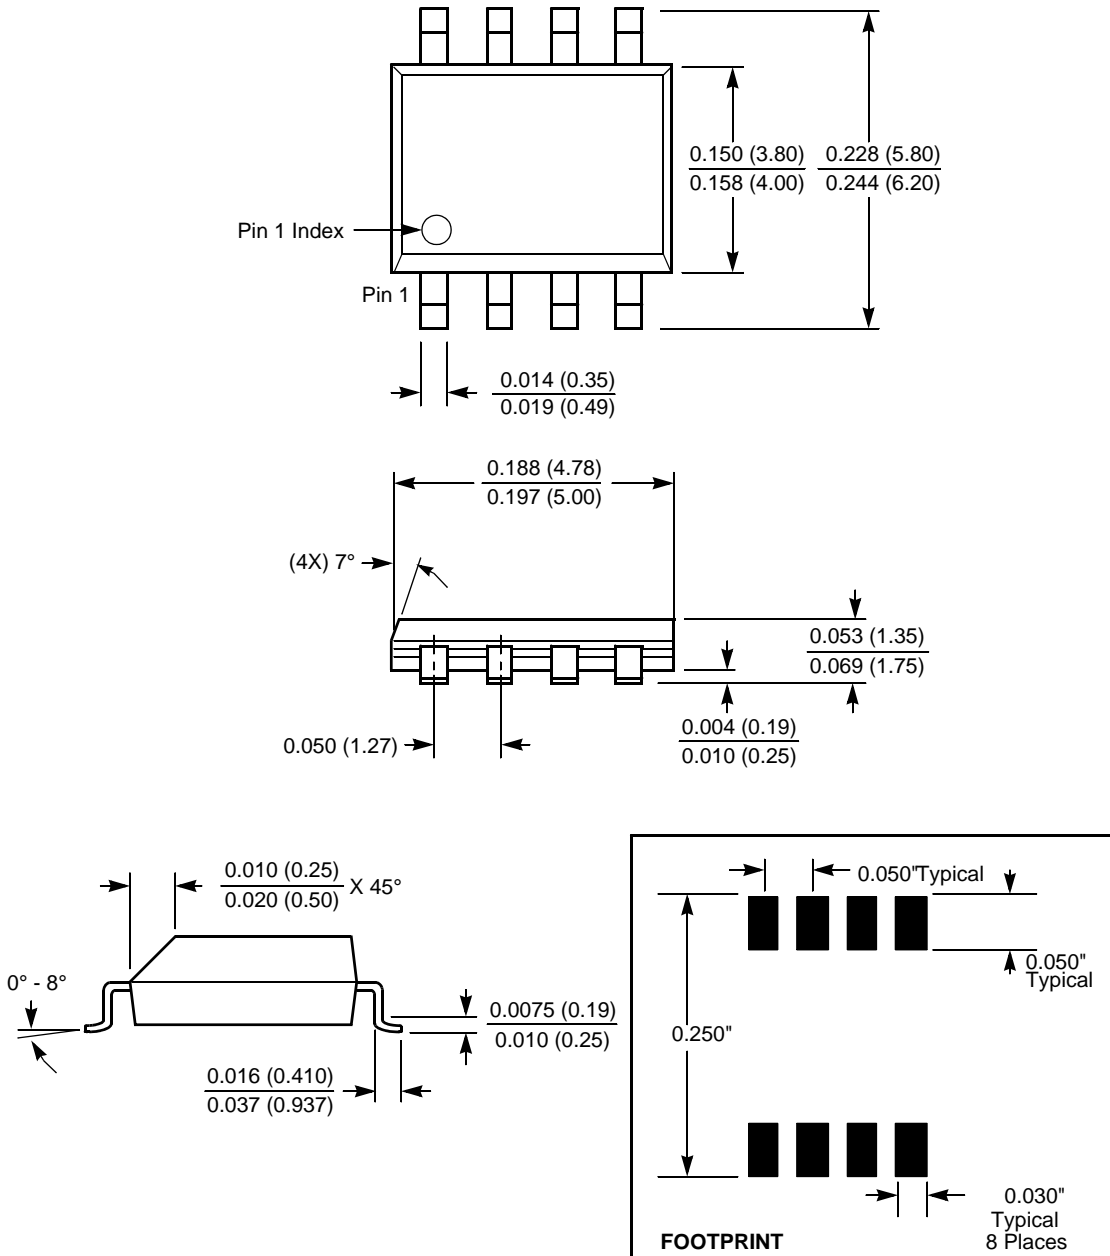 0.150 (3.80) 0.228 (5.80)
0.158 (4.00) 0.244 (6.20)
Pin 1 Index
Pin 1
0.014 (0.35)
0.019 (0.49)
0.188 (4.78)
0.197 (5.00)
(4X) 7°
0.053 (1.35)
0.069 (1.75)
0.004 (0.19)
0.010 (0.25)
0.050 (1.27)
0.010 (0.25)
0.020 (0.50)
X 45°
0° - 8°
0.0075 (0.19)
0.010 (0.25)
0.016 (0.410)
0.037 (0.937)
0.050"Typical
0.050"
Typical
0.250"
0.030"
Typical
8 Places
FOOTPRINT